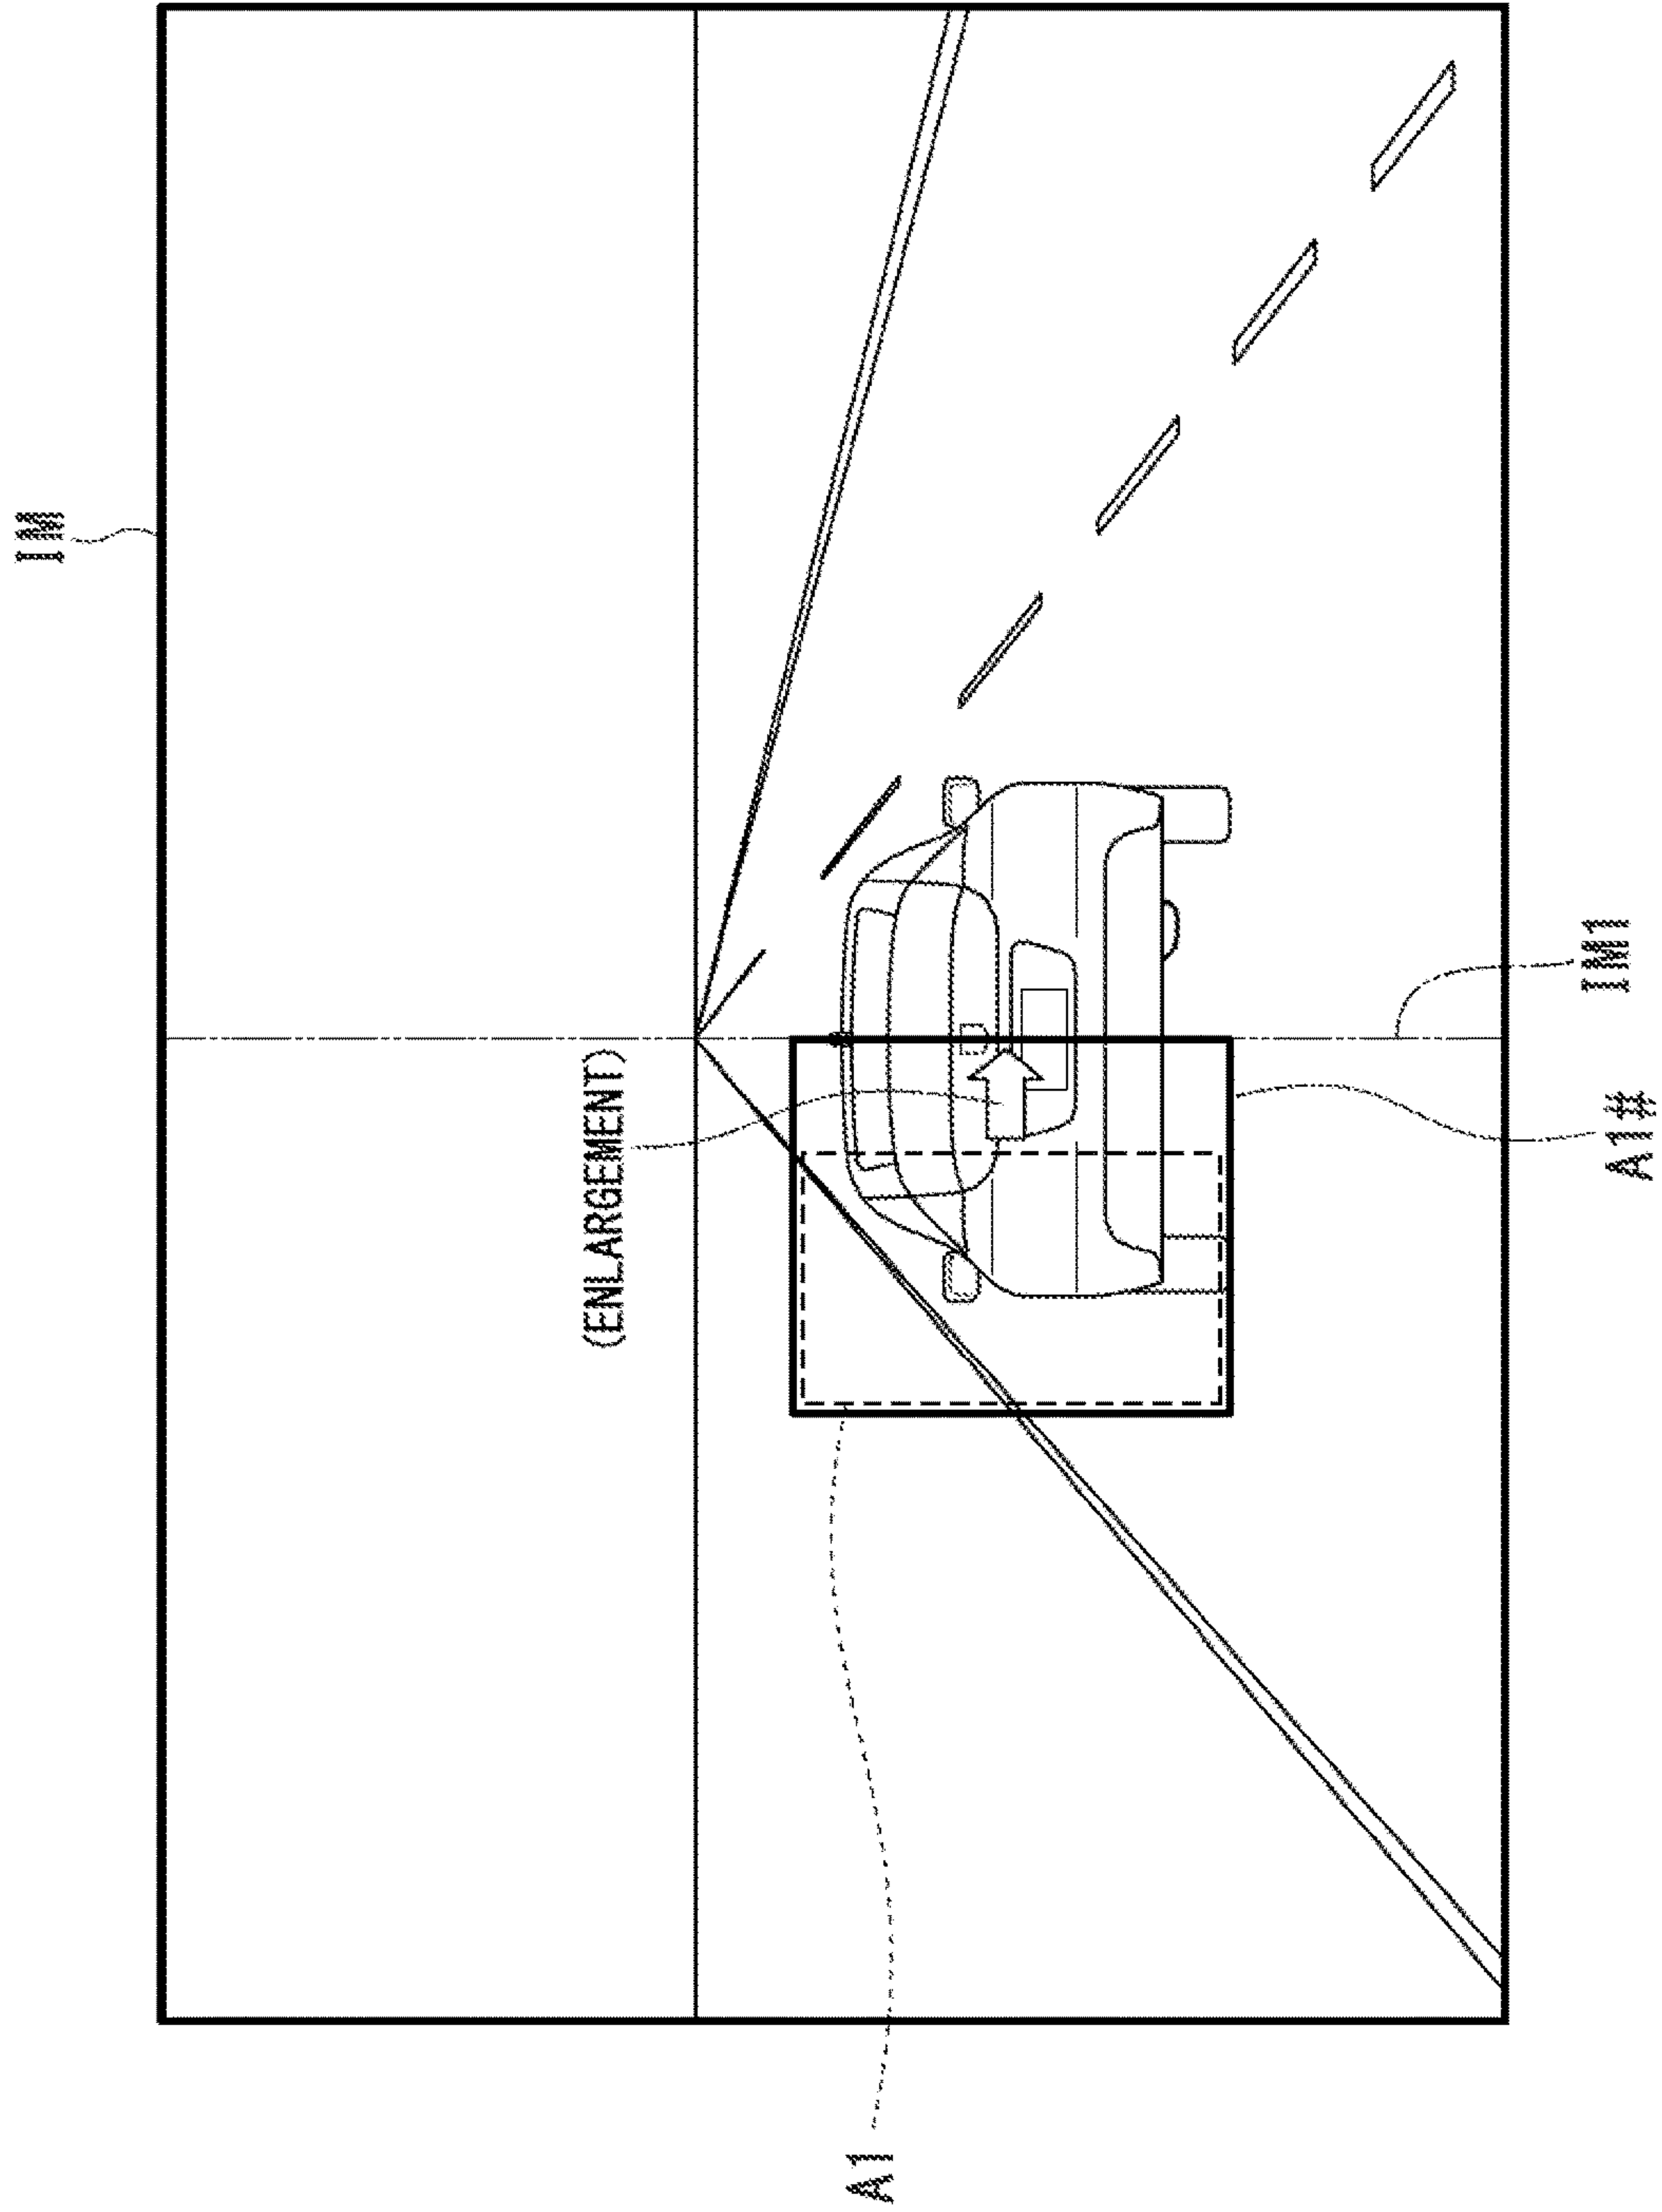 IM
(ENLARGEMENT)
IM1
A1#
A1